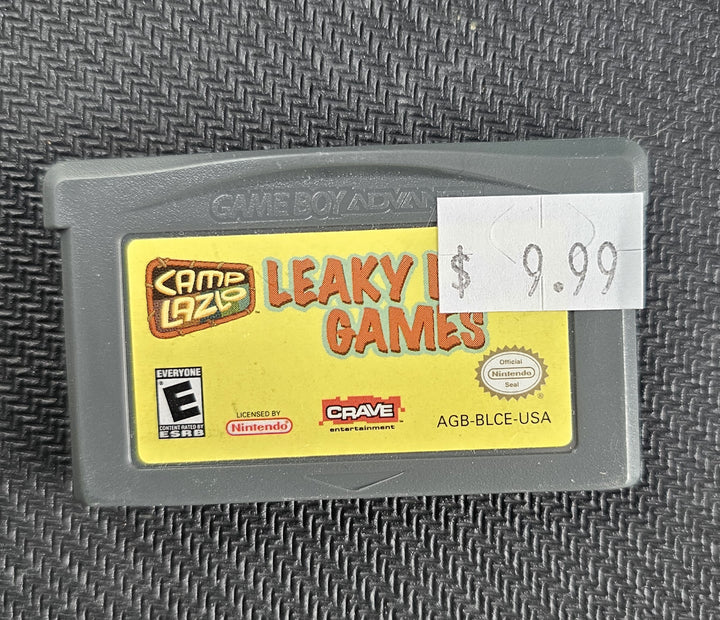 GAME BOY ADVAN
CAMP
LAZLO
LEAKY
GAMES
$ 9.99
EVERYONE
E
CONTENT RATED BY
ESRB
LICENSED BY
Nintendo
CRAVE
entertainment
Official
Nintendo
Seal
AGB-BLCE-USA